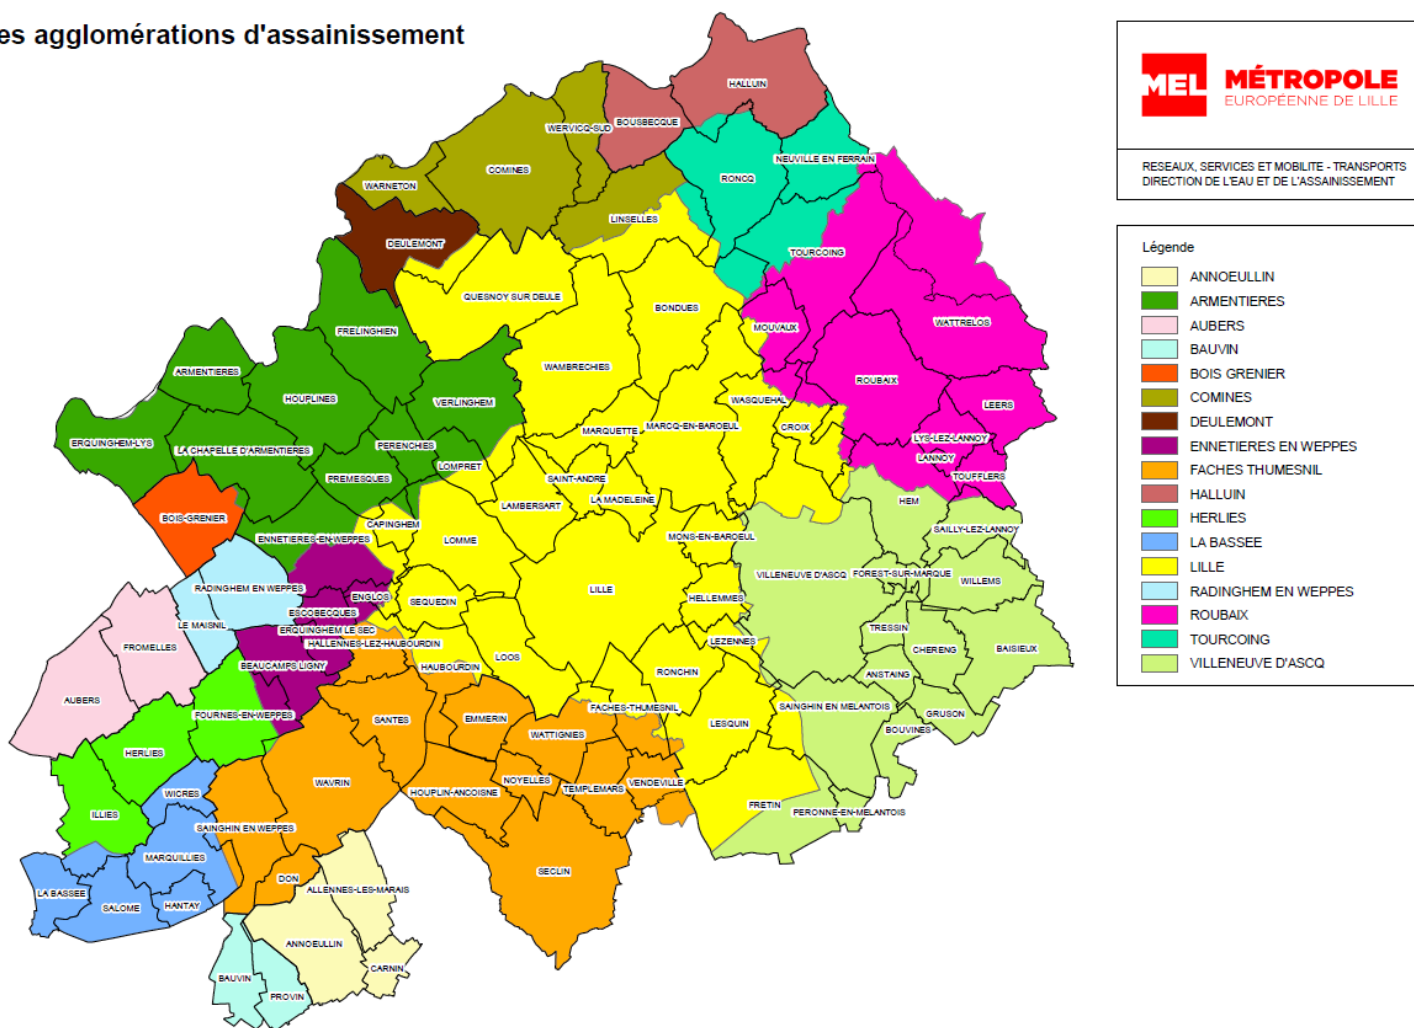 es agglomérations d'assainissement
MEL
MÉTROPOLE
EUROPÉENNE DE LILLE
RESEAUX, SERVICES ET MOBILITE - TRANSPORTS
DIRECTION DE L'EAU ET DE L'ASSAINISSEMENT
Légende
ANNOEULLIN
ARMENTIERES
AUBERS
BAUVIN
BOIS GRENIER
COMINES
DEULEMONT
ENNETIERES EN WEPPES
FACHES THUMESNIL
HALLUIN
HERLIES
LA BASSEE
LILLE
RADINGHEM EN WEPPES
ROUBAIX
TOURCOING
VILLENEUVE D'ASCQ
HALLUIN
BOUSBECQUE
WERVICQ-SUD
NEUVILLE EN FERRAIN
COMINES
RONCQ
WARNETON
LINSELLES
DEULEMONT
TOURCOING
QUESNOY SUR DEULE
BONDUES
WATTRELOS
MOUVAUX
FRELINGHIEN
WAMBRECHIES
ARMENTIERES
ROUBAIX
HOUPLINES
VERLINGHEM
WASQUEHAL
LEERS
CROIX
MARQUETTE
MARCQ-EN-BAROEUL
ERQUINGHEM-LYS
LA CHAPELLE D'ARMENTIERES
PERENCHIES
LYS-LEZ-LANNOY
LANNOY
LOMPRET
PREMESQUES
SAINT-ANDRE
TOUFFLERS
LA MADELEINE
LAMBERSART
HEM
BOIS-GRENIER
CAPINGHEM
SAILLY-LEZ-LANNOY
ENNETIERES-EN-WEPPES
LOMME
MONS-EN-BAROEUL
VILLENEUVE D'ASCQ
FOREST-SUR-MARQUE
WILLEMS
RADINGHEM EN WEPPES
LILLE
ENGLOS
HELLEMMES
SEQUEDIN
ESCOBECQUES
LE MAISNIL
ERQUINGHEM LE SEC
TRESSIN
HALLENNES-LEZ-HAUBOURDIN
LEZENNES
FROMELLES
CHERENG
BAISIEUX
LOOS
BEAUCAMPS LIGNY
HAUBOURDIN
RONCHIN
ANSTAING
AUBERS
SAINGHIN EN MELANTOIS
FACHES-THUMESNIL
FOURNES-EN-WEPPES
GRUSON
SANTES
EMMERIN
LESQUIN
BOUVINES
WATTIGNIES
HERLIES
NOYELLES
WAVRIN
VENDEVILLE
TEMPLEMARS
HOUPLIN-ANCOISNE
WICRES
FRETIN
PERONNE-EN-MELANTOIS
ILLIES
SAINGHIN EN WEPPES
MARQUILLIES
SECLIN
DON
ALLENNES-LES-MARAIS
LA BASSEE
HANTAY
SALOME
ANNOEULLIN
CARNIN
BAUVIN
PROVIN